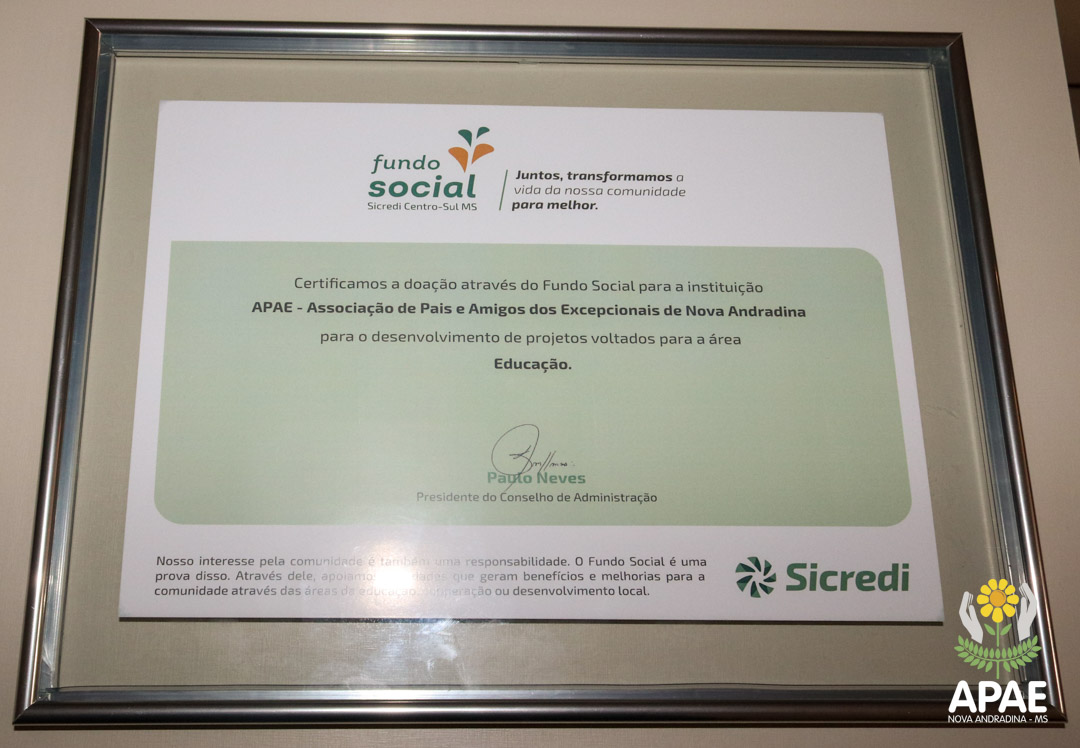 fundo
social
Sicredi Centro-Sul MS
Juntos, transformamos a
vida da nossa comunidade
para melhor.
Certificamos a doação através do Fundo Social para a instituição
APAE - Associação de Pais e Amigos dos Excepcionais de Nova Andradina
para o desenvolvimento de projetos voltados para a área
Educação.
Paulo Neves
Presidente do Conselho de Administração
Nosso interesse pela comunidade é também uma responsabilidade. O Fundo Social é uma
prova disso. Através dele, apoiamos que geram benefícios e melhorias para a
comunidade através das áreas de educação, cooperação ou desenvolvimento local.
Sicredi
APAE
NOVA ANDRADINA - MS